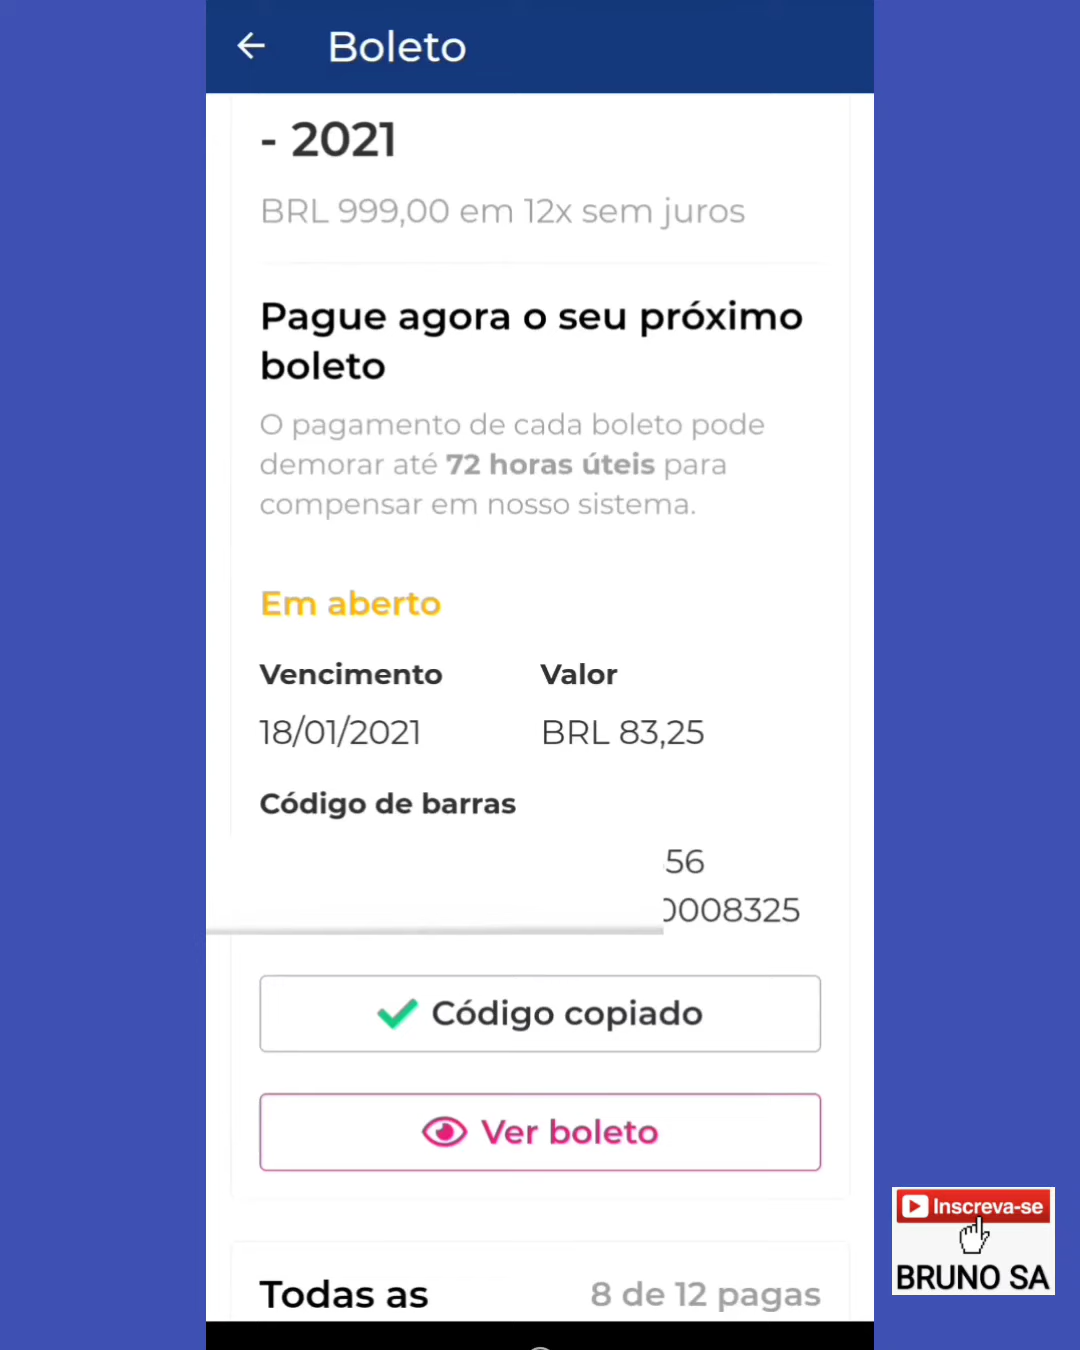 Boleto
- 2021
BRL 999,00 em 12x sem juros
Pague agora o seu próximo
boleto
O pagamento de cada boleto pode
demorar até 72 horas úteis para
compensar em nosso sistema.
Em aberto
Vencimento
Valor
18/01/2021
BRL 83,25
Código de barras
56
0008325
Código copiado
Ver boleto
Todas as
8 de 12 pagas
Inscreva-se
BRUNO SA